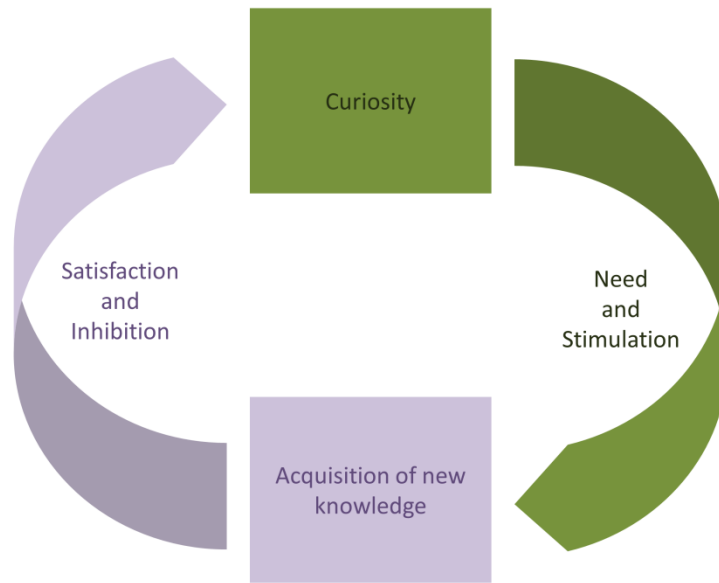 Curiosity
Satisfaction
and
Inhibition
Need
and
Stimulation
Acquisition of new
knowledge